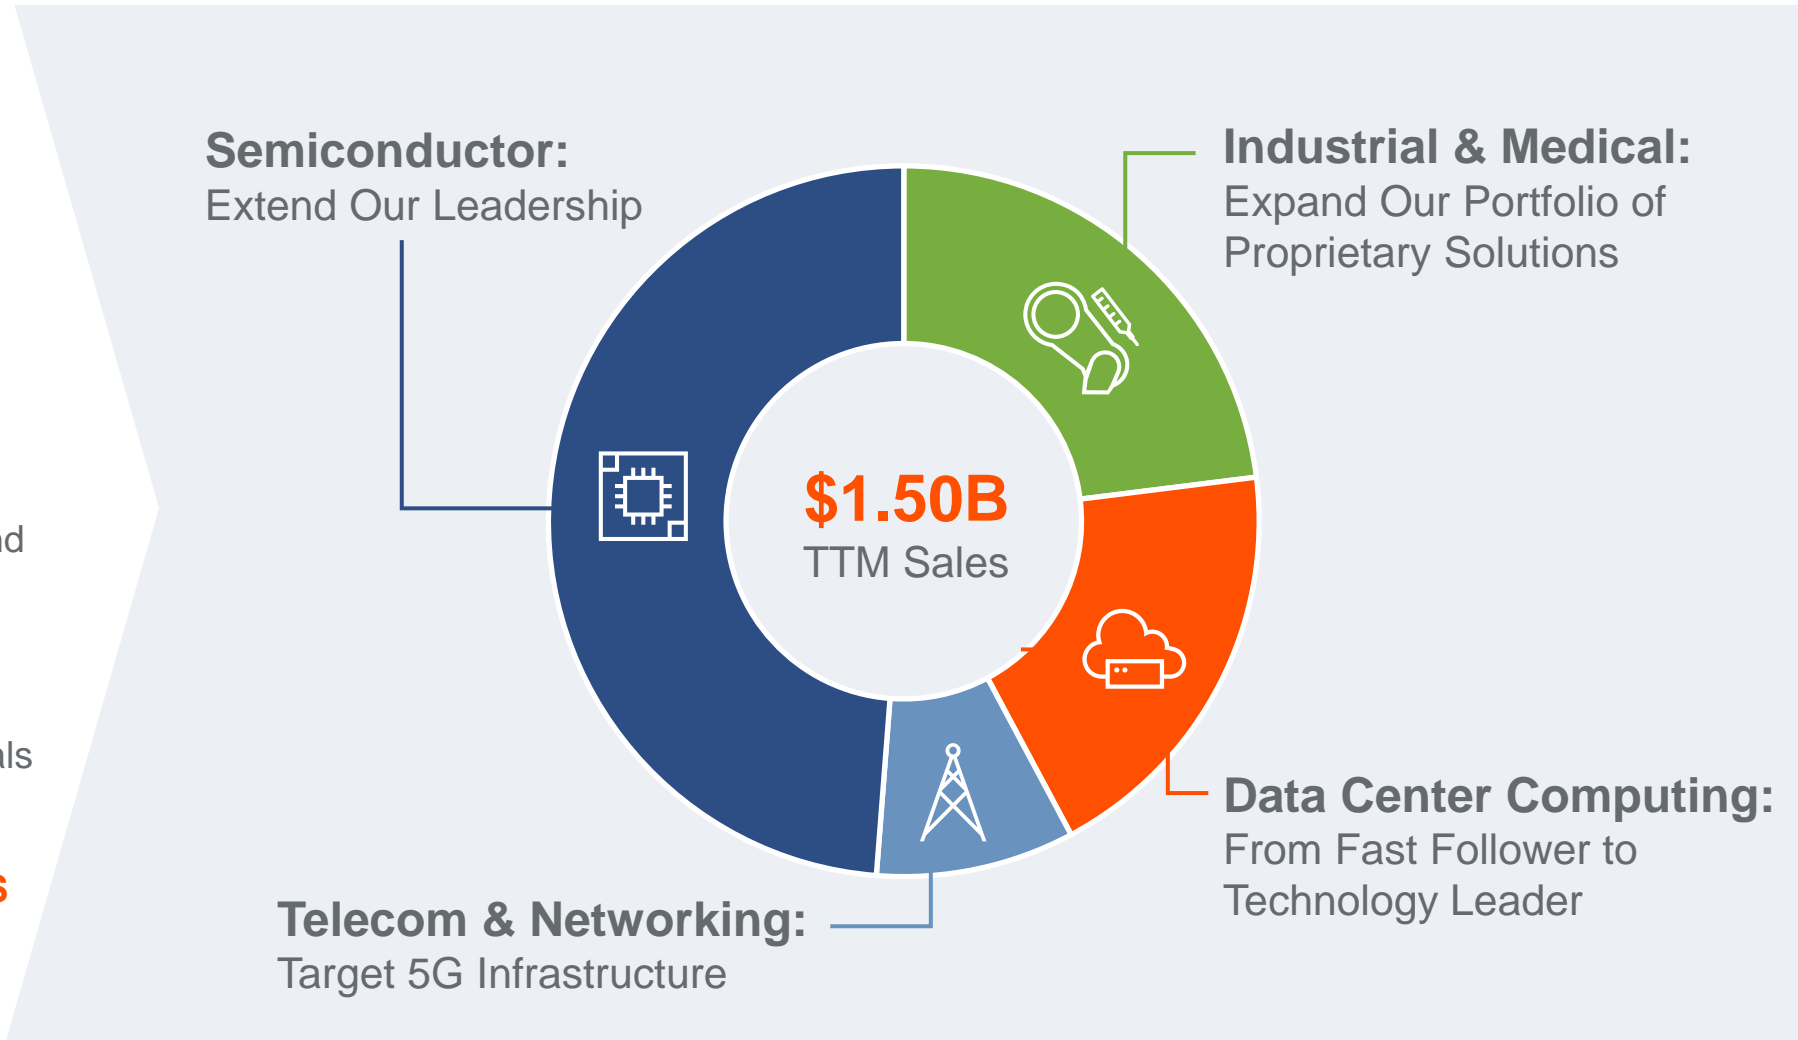 Semiconductor:
Extend Our Leadership
Industrial & Medical:
Expand Our Portfolio of
Proprietary Solutions
$1.50B
TTM Sales
Data Center Computing:
From Fast Follower to
Technology Leader
Telecom & Networking:
Target 5G Infrastructure